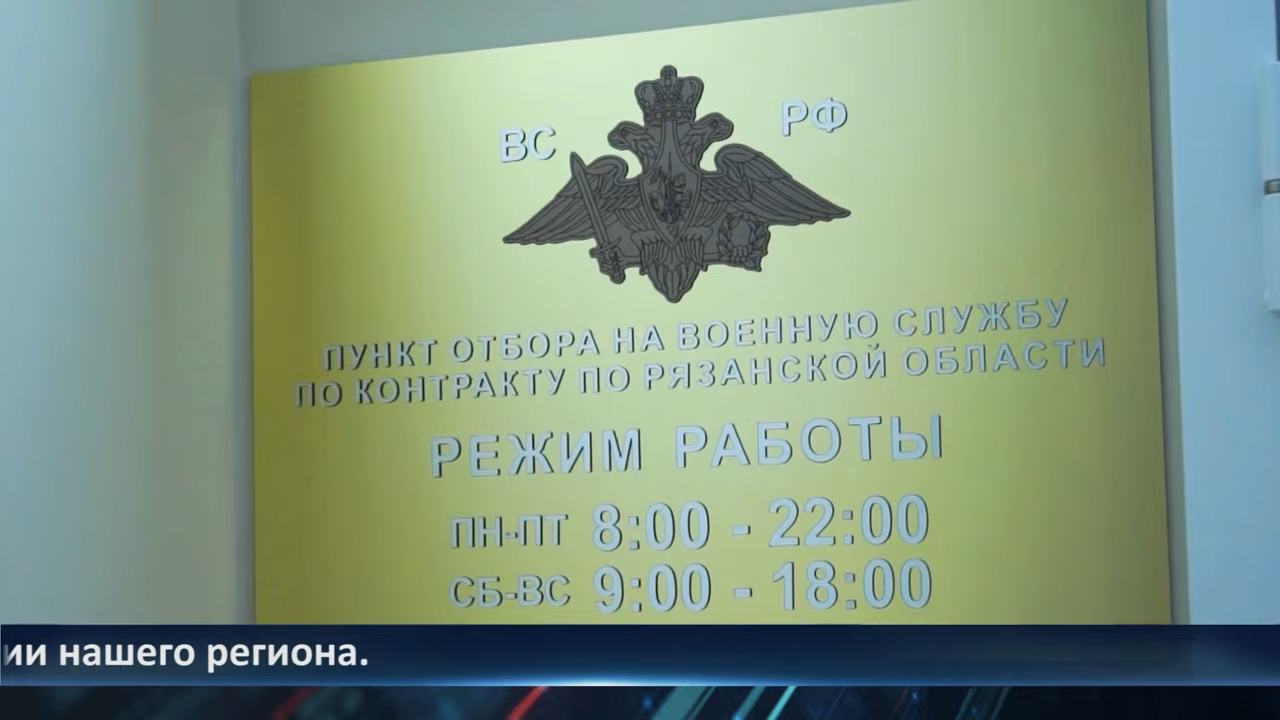 ВС РФ
ПУНКТ ОТБОРА НА ВОЕННУЮ СЛУЖБУ
ПО КОНТРАКТУ ПО РЯЗАНСКОЙ ОБЛАСТИ
РЕЖИМ РАБОТЫ
ПН-ПТ 8:00 - 22:00
СБ-ВС 9:00 - 18:00
нашего региона.